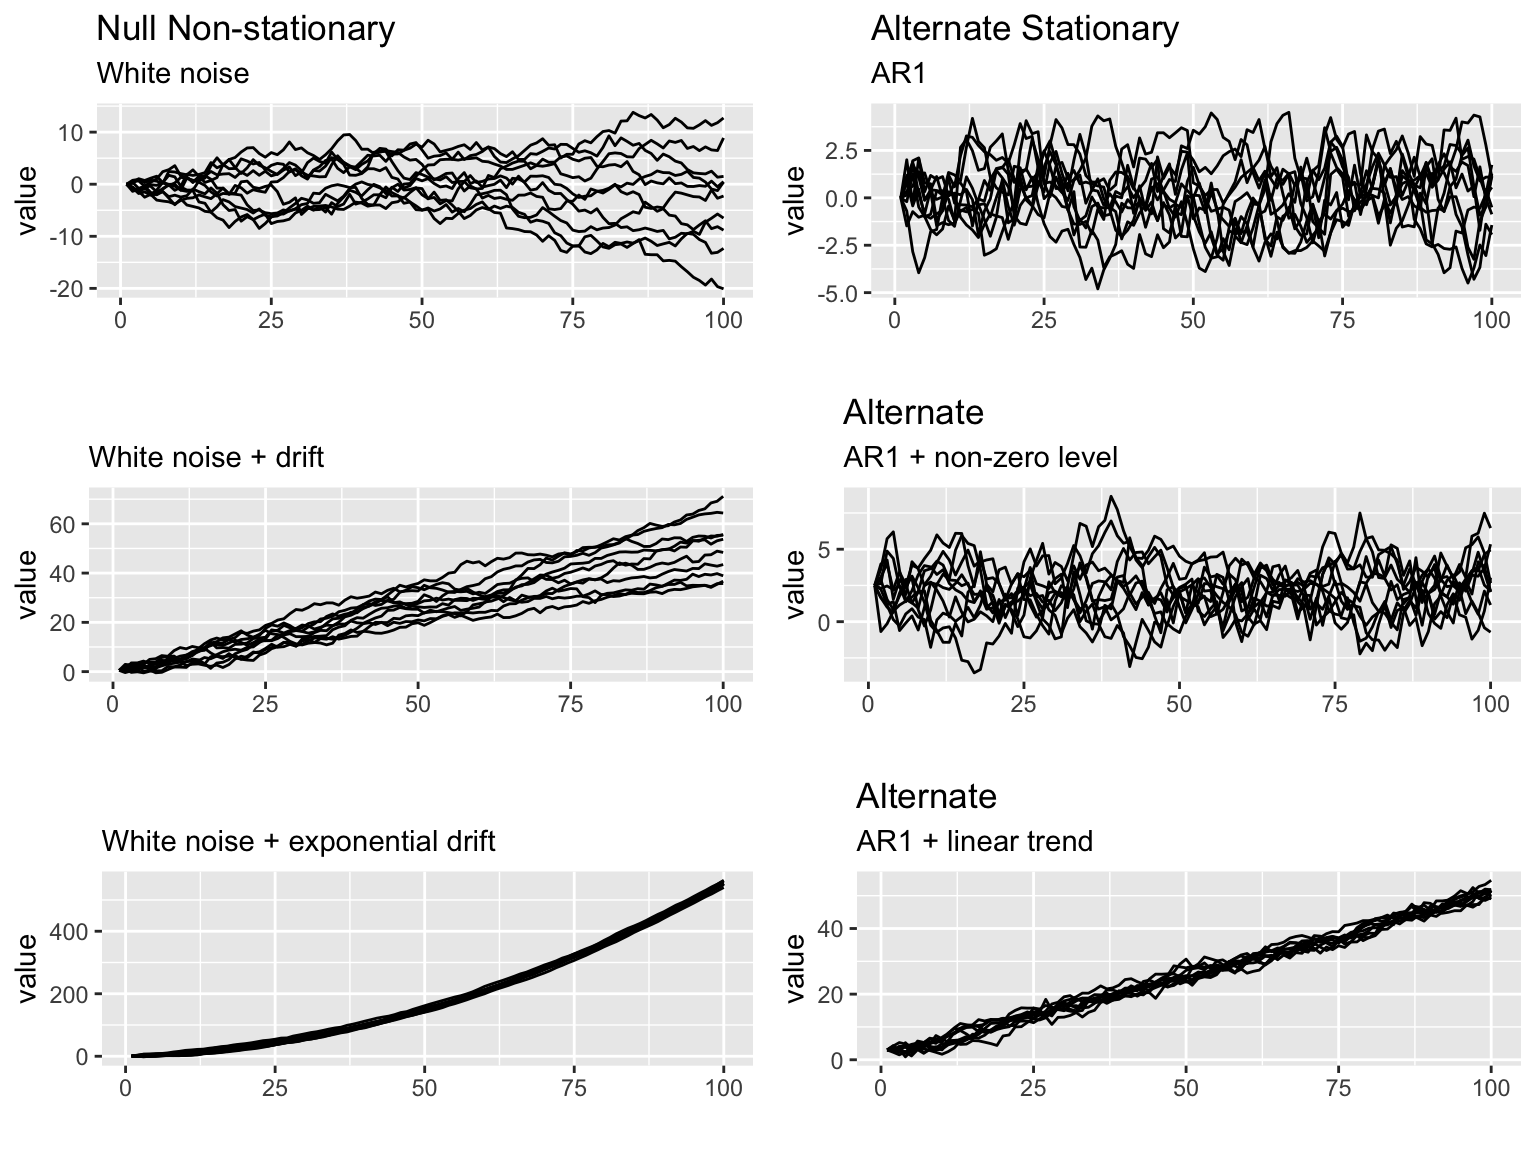 Null Non-stationary
White noise
value
10
0
-10
-20
0 25 50 75 100
Alternate Stationary
AR1
value
2.5
0.0
-2.5
-5.0
0 25 50 75 100
White noise + drift
value
60
40
20
0
0 25 50 75 100
Alternate
AR1 + non-zero level
value
5
0
0 25 50 75 100
White noise + exponential drift
value
400
200
0
0 25 50 75 100
Alternate
AR1 + linear trend
value
40
20
0
0 25 50 75 100